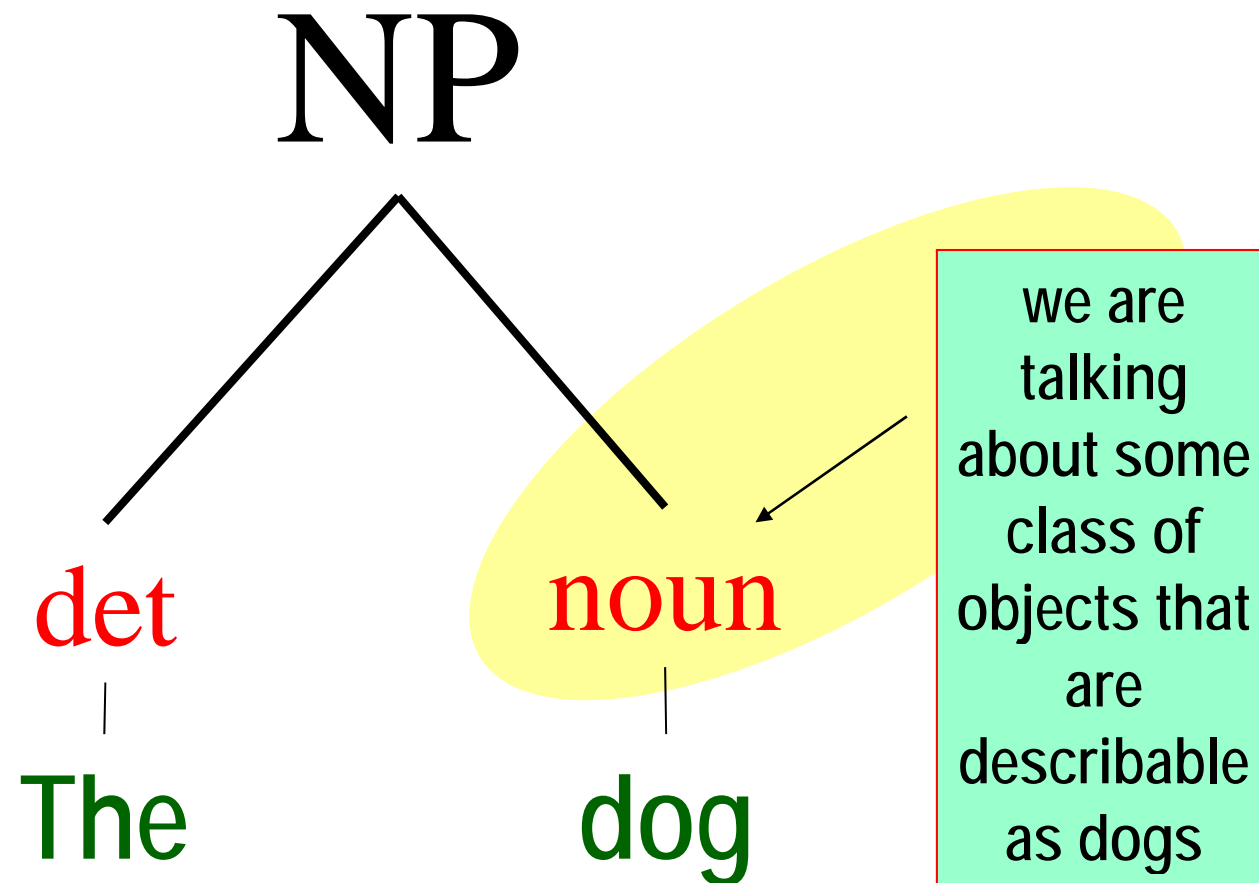 NP
we are
talking
about some
class of
objects that
are
describable
as dogs
det
noun
The
dog